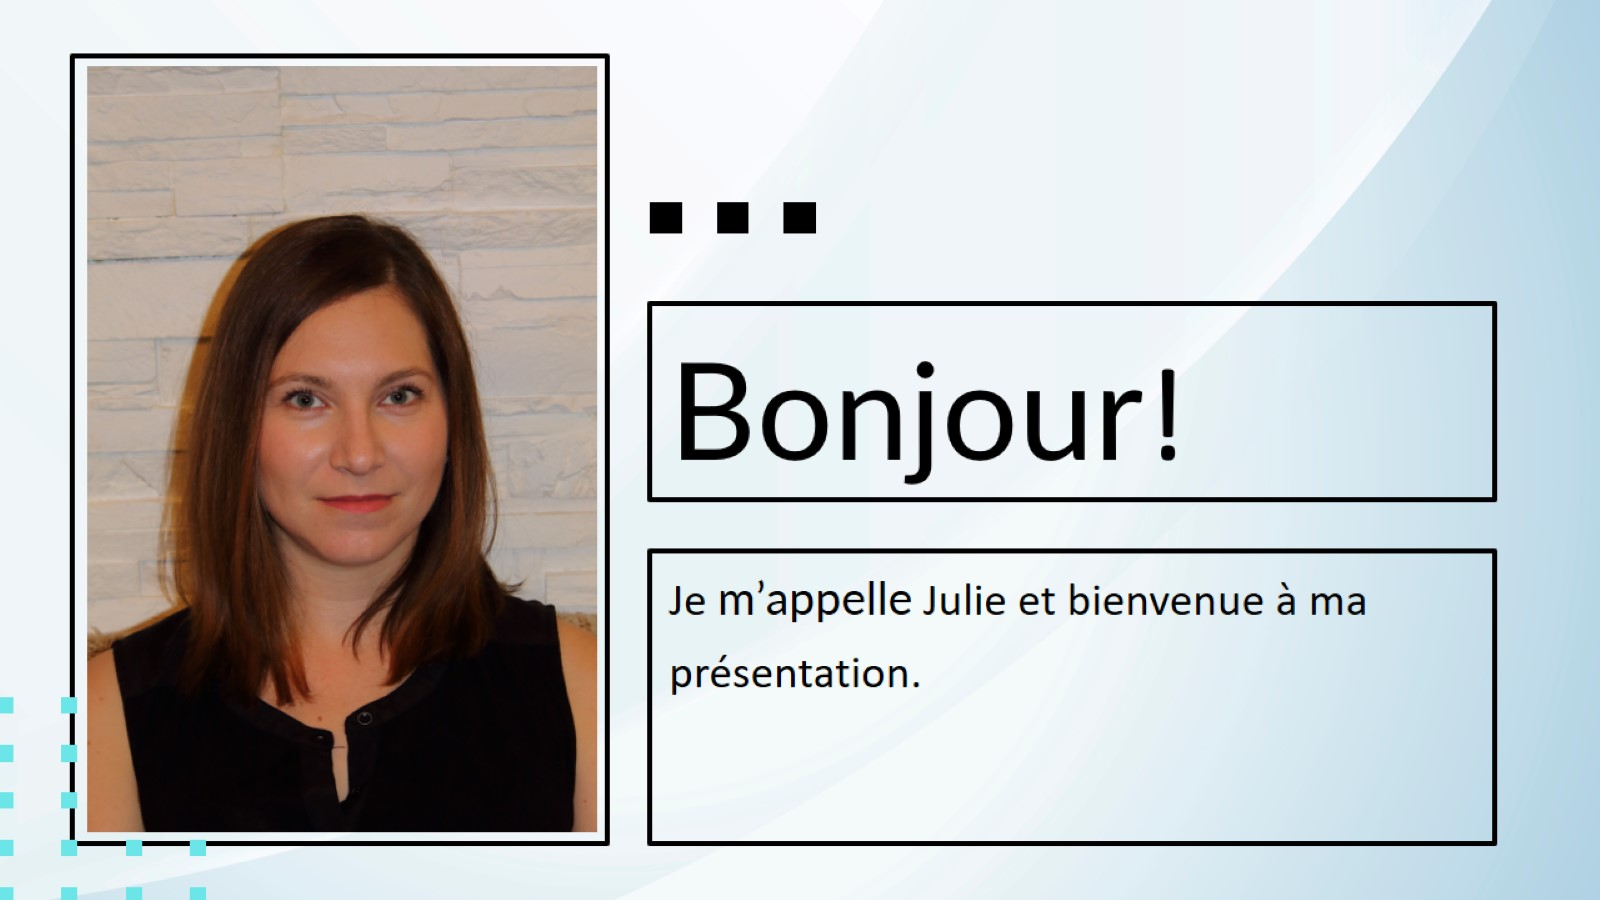 Bonjour!
Je m’appelle Julie et bienvenue à ma
présentation.